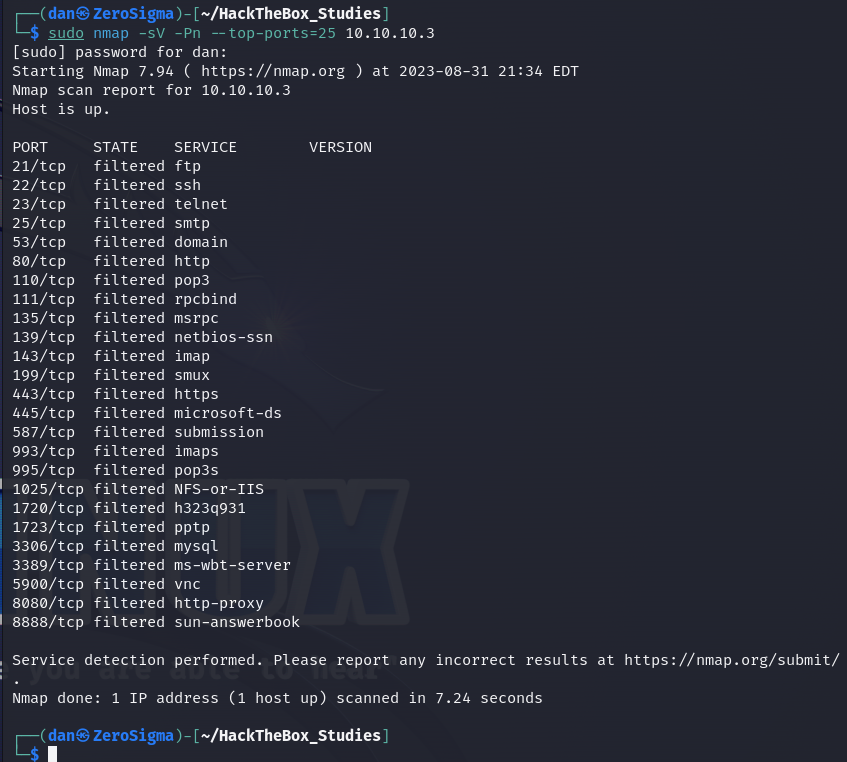 ┌──(dan㉿ZeroSigma)-[~/HackTheBox_Studies]
└─$ sudo nmap -sV -Pn --top-ports=25 10.10.10.3
[sudo] password for dan:
Starting Nmap 7.94 ( https://nmap.org ) at 2023-08-31 21:34 EDT
Nmap scan report for 10.10.10.3
Host is up.

PORT     STATE    SERVICE        VERSION
21/tcp   filtered ftp
22/tcp   filtered ssh
23/tcp   filtered telnet
25/tcp   filtered smtp
53/tcp   filtered domain
80/tcp   filtered http
110/tcp  filtered pop3
111/tcp  filtered rpcbind
135/tcp  filtered msrpc
139/tcp  filtered netbios-ssn
143/tcp  filtered imap
199/tcp  filtered smux
443/tcp  filtered https
445/tcp  filtered microsoft-ds
587/tcp  filtered submission
993/tcp  filtered imaps
995/tcp  filtered pop3s
1025/tcp filtered NFS-or-IIS
1720/tcp filtered h323q931
1723/tcp filtered pptp
3306/tcp filtered mysql
3389/tcp filtered ms-wbt-server
5900/tcp filtered vnc
8080/tcp filtered http-proxy
8888/tcp filtered sun-answerbook

Service detection performed. Please report any incorrect results at https://nmap.org/submit/
.
Nmap done: 1 IP address (1 host up) scanned in 7.24 seconds

┌──(dan㉿ZeroSigma)-[~/HackTheBox_Studies]
└─$
you are able to hear"